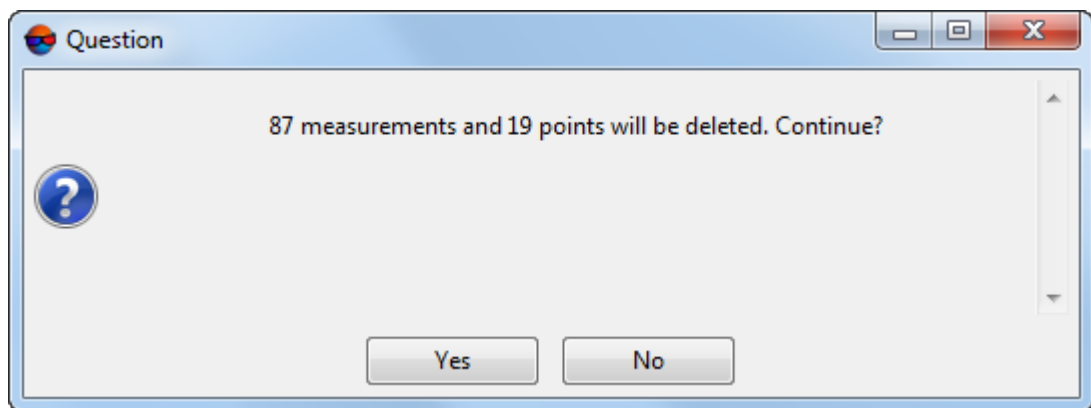 Question
87 measurements and 19 points will be deleted. Continue?
Yes
No